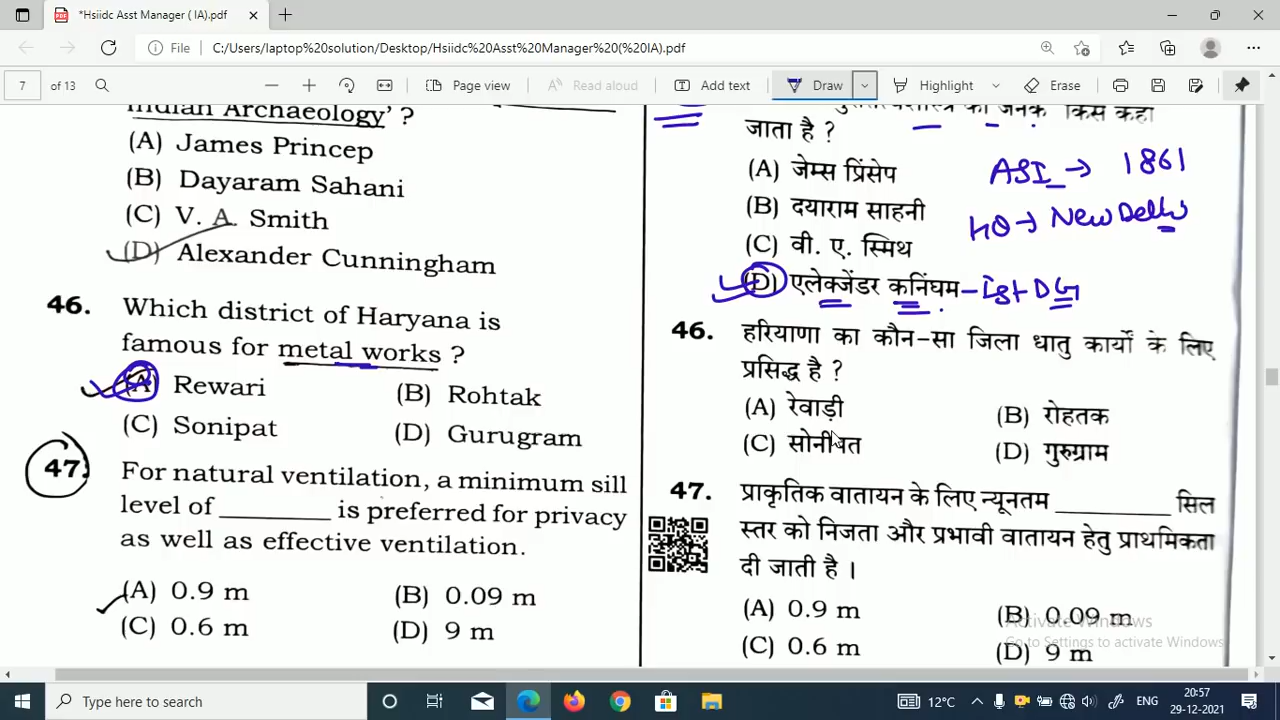 *Hsiidc Asst Manager ( IA).pdf
File
C:/Users/laptop%20solution/Desktop/Hsiidc%20Asst%20Manager%20(%20IA).pdf
7 of 13
Page view
Read aloud
Add text
Draw
Highlight
Erase
Indian Archaeology' ?
(A) James Princep
(B) Dayaram Sahani
(C) V. A. Smith
(D) Alexander Cunningham
46. Which district of Haryana is
famous for metal works ?
(A) Rewari (B) Rohtak
(C) Sonipat (D) Gurugram
47. For natural ventilation, a minimum sill
level of ________ is preferred for privacy
as well as effective ventilation.
(A) 0.9 m (B) 0.09 m
(C) 0.6 m (D) 9 m
जनक किसे कहा
जाता है ?
(A) जेम्स प्रिंसेप
(B) दयाराम साहनी
(C) वी. ए. स्मिथ
(D) एलेक्जेंडर कनिंघम – Ist DG
ASI → 1861
HQ → New Delhi
46. हरियाणा का कौन-सा जिला धातु कार्यों के लिए
प्रसिद्ध है ?
(A) रेवाड़ी (B) रोहतक
(C) सोनीपत (D) गुरुग्राम
47. प्राकृतिक वातायन के लिए न्यूनतम ________ सिल
स्तर को निजता और प्रभावी वातायन हेतु प्राथमिकता
दी जाती है ।
(A) 0.9 m (B) 0.09 m
(C) 0.6 m (D) 9 m
Activate Windows
Go to Settings to activate Windows
Type here to search
12°C
ENG
20:57
29-12-2021